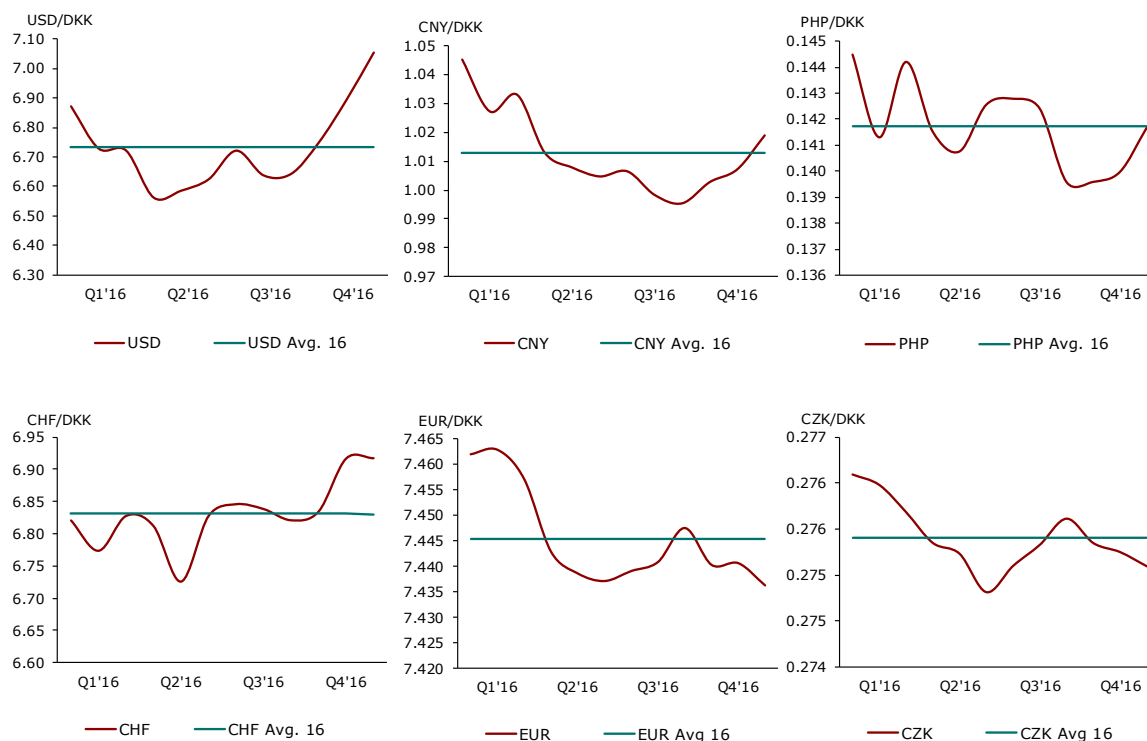 USD/DKK
7.10
7.00
6.90
6.80
6.70
6.60
6.50
6.40
6.30
Q1'16 Q2'16 Q3'16 Q4'16
USD USD Avg. 16
CNY/DKK
1.05
1.04
1.03
1.02
1.01
1.00
0.99
0.98
0.97
Q1'16 Q2'16 Q3'16 Q4'16
CNY CNY Avg. 16
PHP/DKK
0.145
0.144
0.143
0.142
0.141
0.140
0.139
0.137
0.136
Q1'16 Q2'16 Q3'16 Q4'16
PHP PHP Avg. 16
CHF/DKK
6.95
6.90
6.85
6.80
6.75
6.70
6.65
6.60
Q1'16 Q2'16 Q3'16 Q4'16
CHF CHF Avg. 16
EUR/DKK
7.465
7.460
7.455
7.450
7.445
7.440
7.435
7.430
7.425
7.420
Q1'16 Q2'16 Q3'16 Q4'16
EUR EUR Avg 16
CZK/DKK
0.277
0.276
0.276
0.275
0.275
0.274
Q1'16 Q2'16 Q3'16 Q4'16
CZK CZK Avg 16